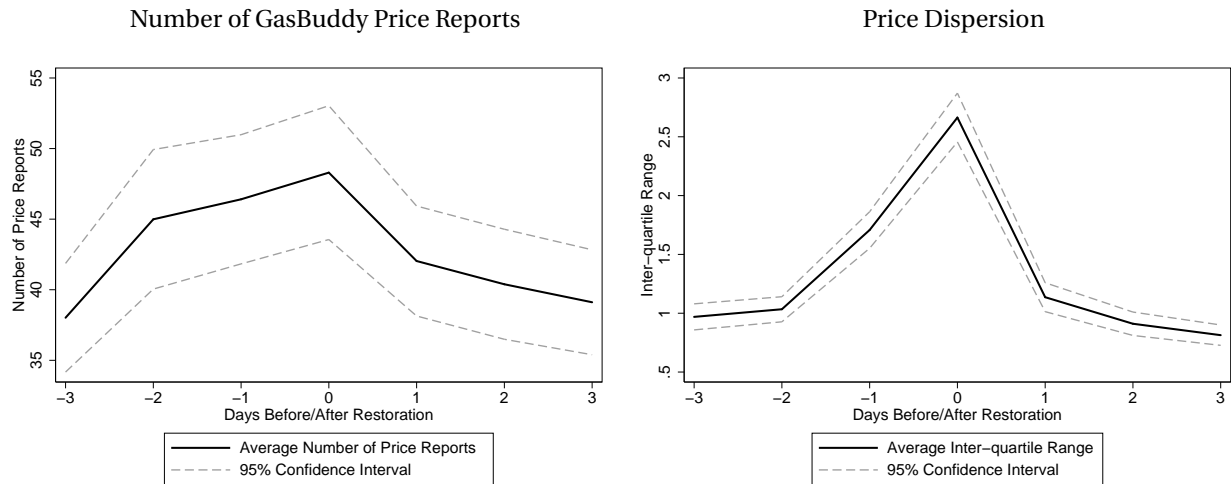 Number of GasBuddy Price Reports
Number of Price Reports
55
50
45
40
35
−3 −2 −1 0 1 2 3
Days Before/After Restoration
Average Number of Price Reports
95% Confidence Interval
Price Dispersion
Inter−quartile Range
3
2.5
2
1.5
1
.5
−3 −2 −1 0 1 2 3
Days Before/After Restoration
Average Inter−quartile Range
95% Confidence Interval